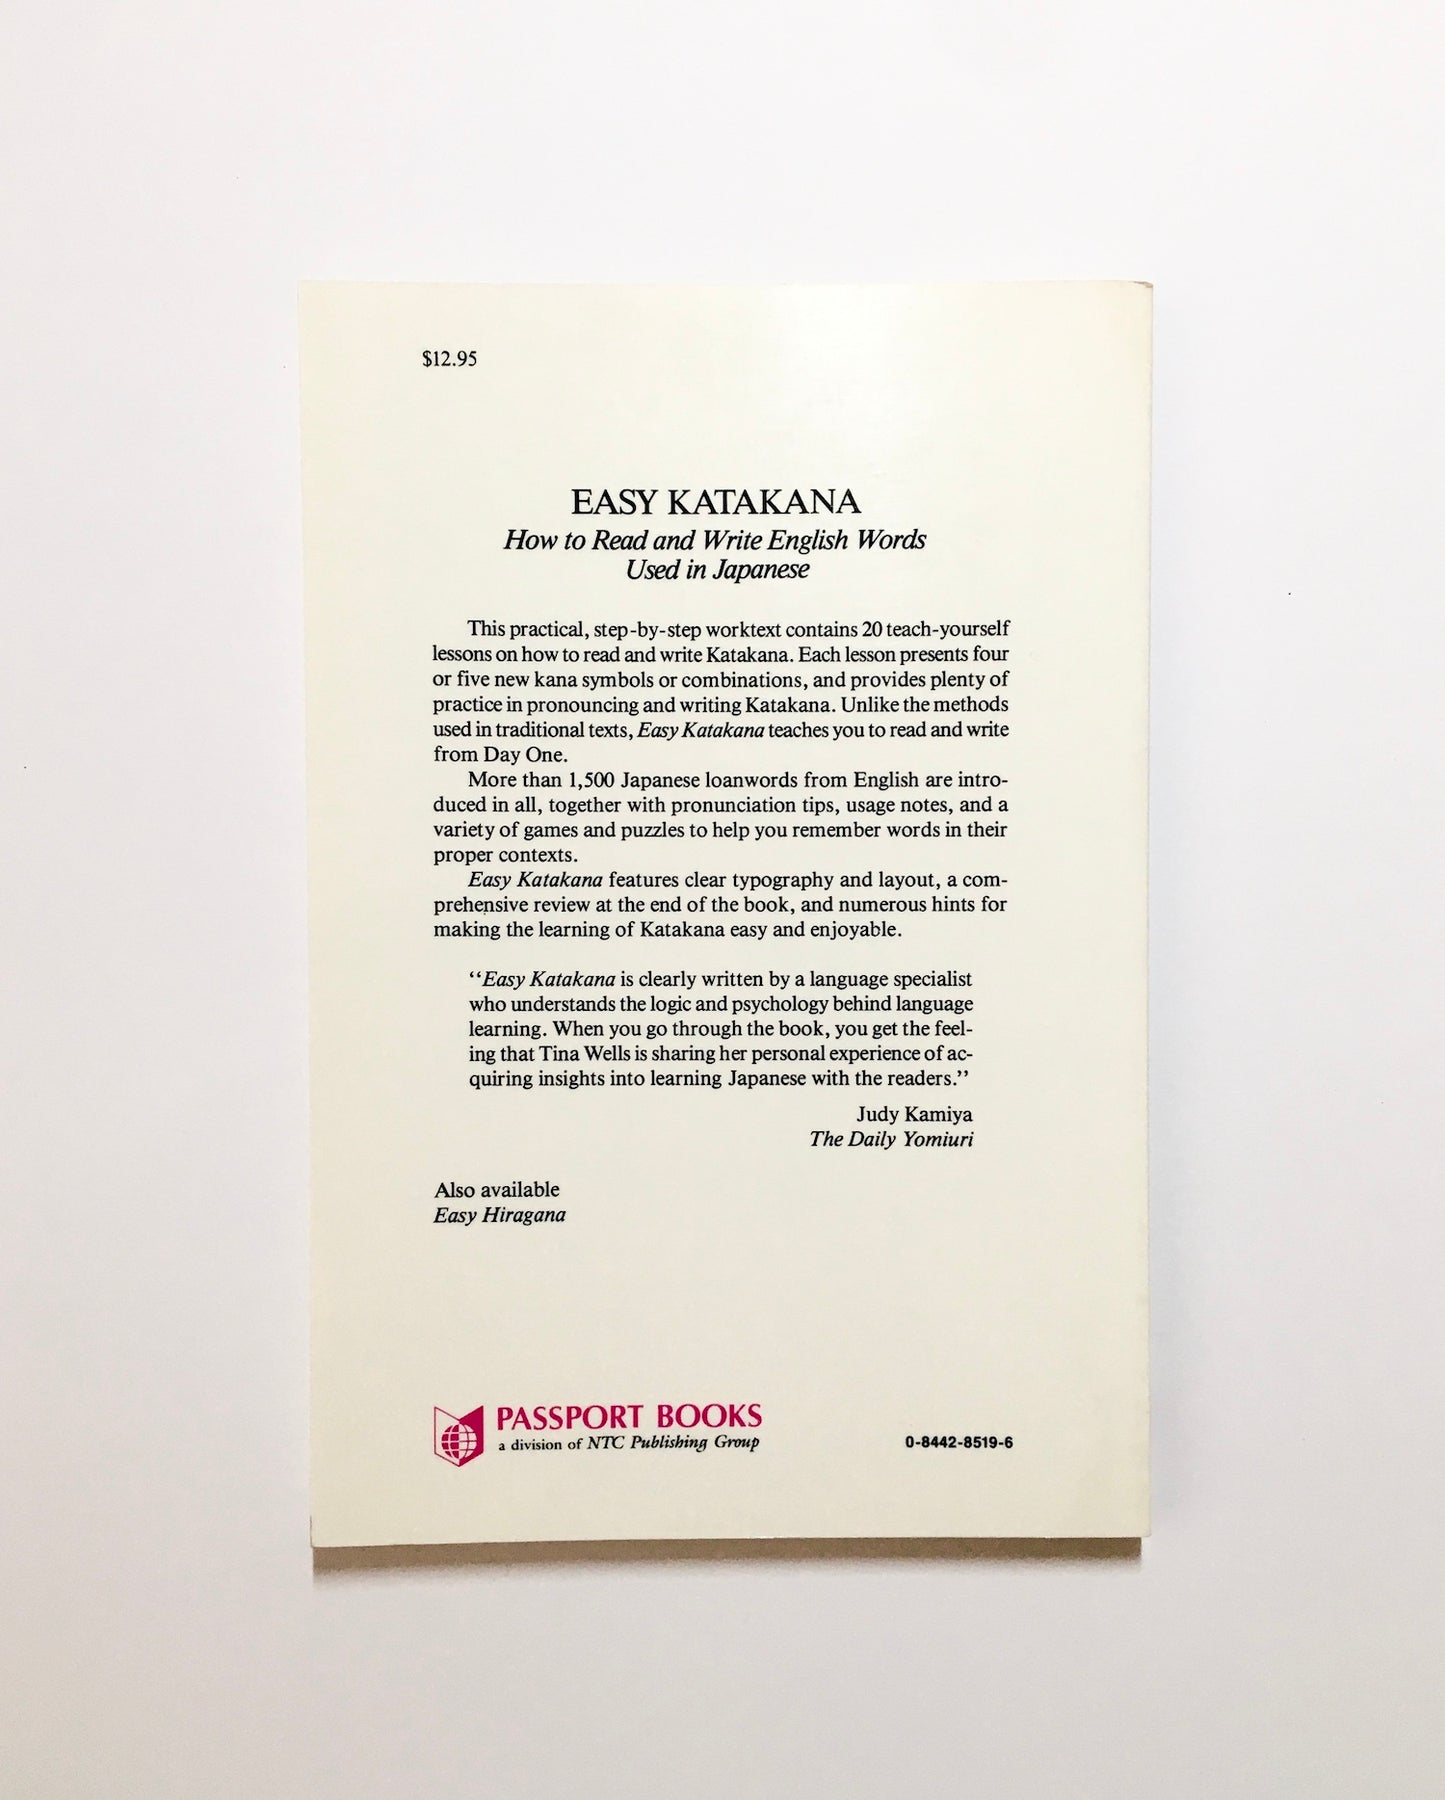 $12.95
EASY KATAKANA
How to Read and Write English Words
Used in Japanese
This practical, step-by-step worktext contains 20 teach-yourself
lessons on how to read and write Katakana. Each lesson presents four
or five new kana symbols or combinations, and provides plenty of
practice in pronouncing and writing Katakana. Unlike the methods
used in traditional texts, Easy Katakana teaches you to read and write
from Day One.
More than 1,500 Japanese loanwords from English are intro-
duced in all, together with pronunciation tips, usage notes, and a
variety of games and puzzles to help you remember words in their
proper contexts.
Easy Katakana features clear typography and layout, a com-
prehensive review at the end of the book, and numerous hints for
making the learning of Katakana easy and enjoyable.
‘‘Easy Katakana is clearly written by a language specialist
who understands the logic and psychology behind language
learning. When you go through the book, you get the feel-
ing that Tina Wells is sharing her personal experience of ac-
quiring insights into learning Japanese with the readers.’’
Judy Kamiya
The Daily Yomiuri
Also available
Easy Hiragana
PASSPORT BOOKS
a division of NTC Publishing Group
0-8442-8519-6